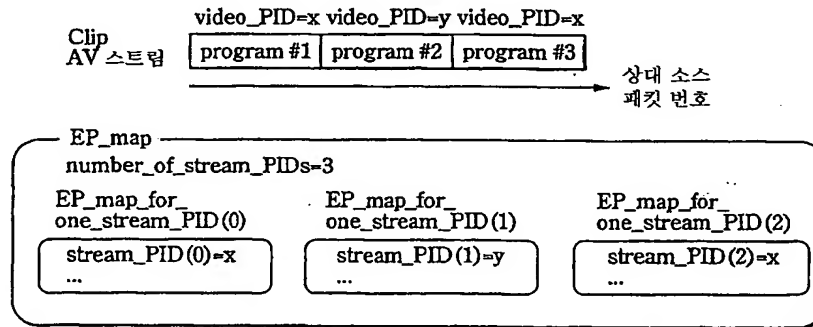 video_PID=x video_PID=y video_PID=x
Clip
AV 스트림
program #1 program #2 program #3
상대 소스
패킷 번호
EP_map
number_of_stream_PIDs=3
EP_map_for_
one_stream_PID(0)
stream_PID(0)=x
...
EP_map_for_
one_stream_PID(1)
stream_PID(1)=y
...
EP_map_for_
one_stream_PID(2)
stream_PID(2)=x
...